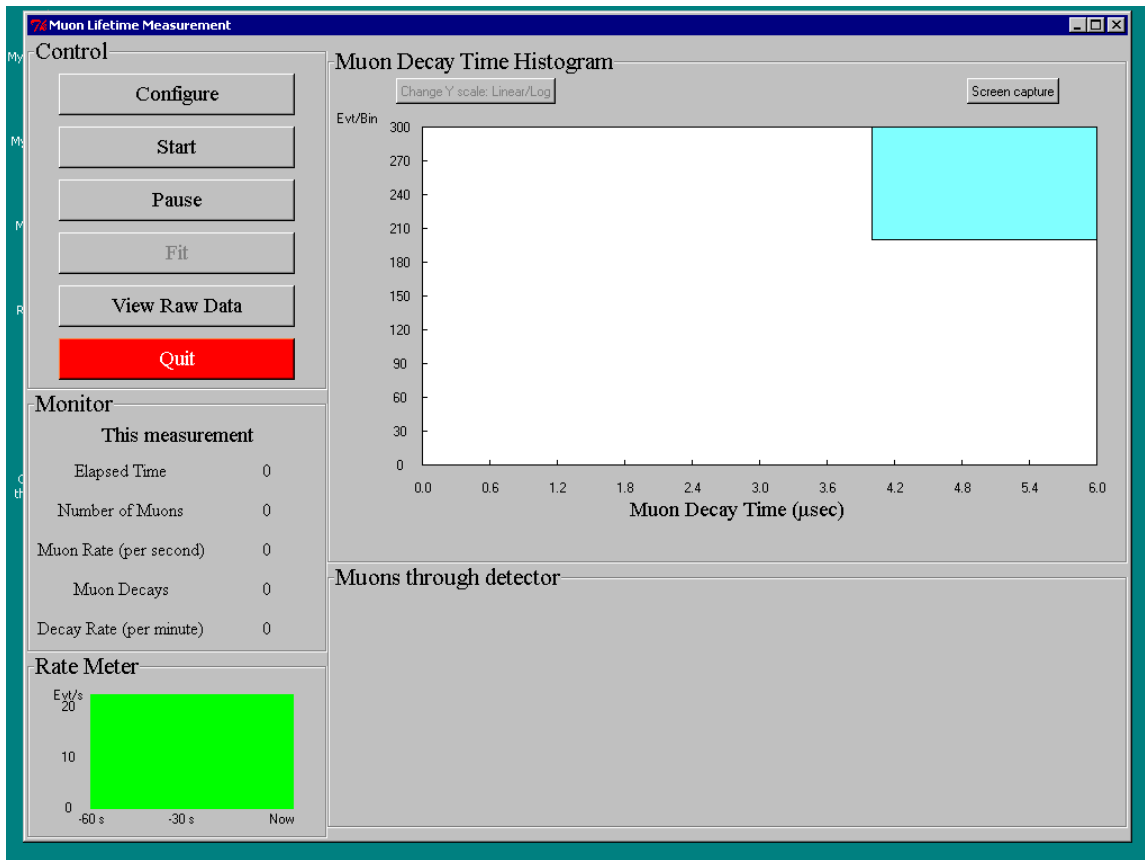 Muon Lifetime Measurement
Control
Configure
Start
Pause
Fit
View Raw Data
Quit
Monitor
This measurement
Elapsed Time 0
Number of Muons 0
Muon Rate (per second) 0
Muon Decays 0
Decay Rate (per minute) 0
Rate Meter
Evt/s
20
10
0
-60 s -30 s Now
Muon Decay Time Histogram
Change Y scale: Linear/Log Screen capture
Evt/Bin
300
270
240
210
180
150
120
90
60
30
0
0.0 0.6 1.2 1.8 2.4 3.0 3.6 4.2 4.8 5.4 6.0
Muon Decay Time (μsec)
Muons through detector
My
My
M
R
th